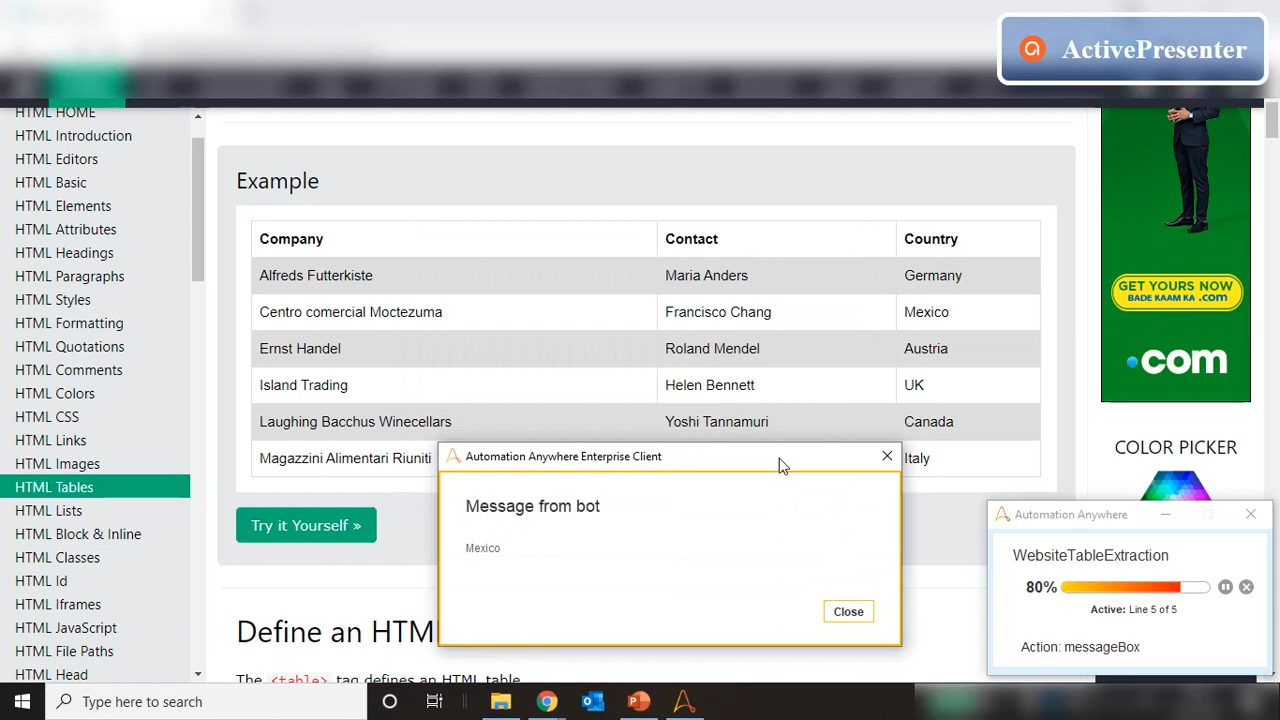 ActivePresenter
HTML HOME
HTML Introduction
HTML Editors
HTML Basic
HTML Elements
HTML Attributes
HTML Headings
HTML Paragraphs
HTML Styles
HTML Formatting
HTML Quotations
HTML Comments
HTML Colors
HTML CSS
HTML Links
HTML Images
HTML Tables
HTML Lists
HTML Block & Inline
HTML Classes
HTML Id
HTML Iframes
HTML JavaScript
HTML File Paths
HTML Head
Example
Company Contact Country
Alfreds Futterkiste Maria Anders Germany
Centro comercial Moctezuma Francisco Chang Mexico
Ernst Handel Roland Mendel Austria
Island Trading Helen Bennett UK
Laughing Bacchus Winecellars Yoshi Tannamuri Canada
Magazzini Alimentari Riuniti Italy
Try it Yourself »
Define an HTM
The <table> tag defines an HTML table
Automation Anywhere Enterprise Client
Message from bot
Mexico
Close
GET YOURS NOW
BADE KAAM KA .com
.com
COLOR PICKER
Automation Anywhere
WebsiteTableExtraction
80%
Active: Line 5 of 5
Action: messageBox
Type here to search